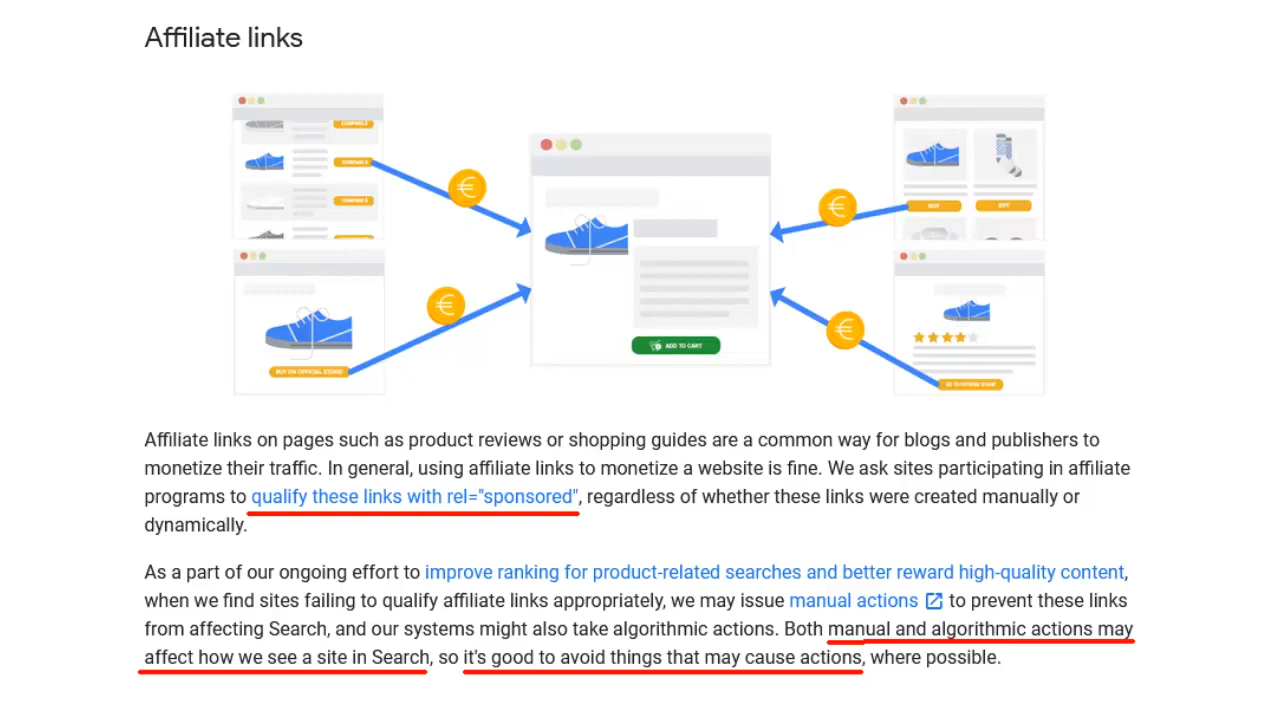 Affiliate links
COMPARE $
COMPARE $
BUY
BUY
€
€
€
€
ADD TO CART
BUY ON OFFICIAL STORE
GO TO OFFICIAL STORE
Affiliate links on pages such as product reviews or shopping guides are a common way for blogs and publishers to
monetize their traffic. In general, using affiliate links to monetize a website is fine. We ask sites participating in affiliate
programs to qualify these links with rel="sponsored", regardless of whether these links were created manually or
dynamically.
As a part of our ongoing effort to improve ranking for product-related searches and better reward high-quality content,
when we find sites failing to qualify affiliate links appropriately, we may issue manual actions to prevent these links
from affecting Search, and our systems might also take algorithmic actions. Both manual and algorithmic actions may
affect how we see a site in Search, so it's good to avoid things that may cause actions, where possible.